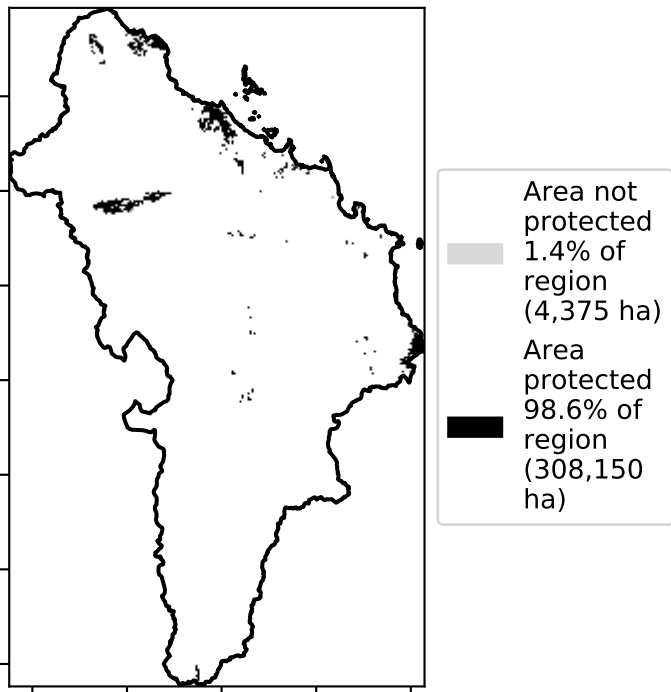 Area not
protected
1.4% of
region
(4,375 ha)
Area
protected
98.6% of
region
(308,150
ha)